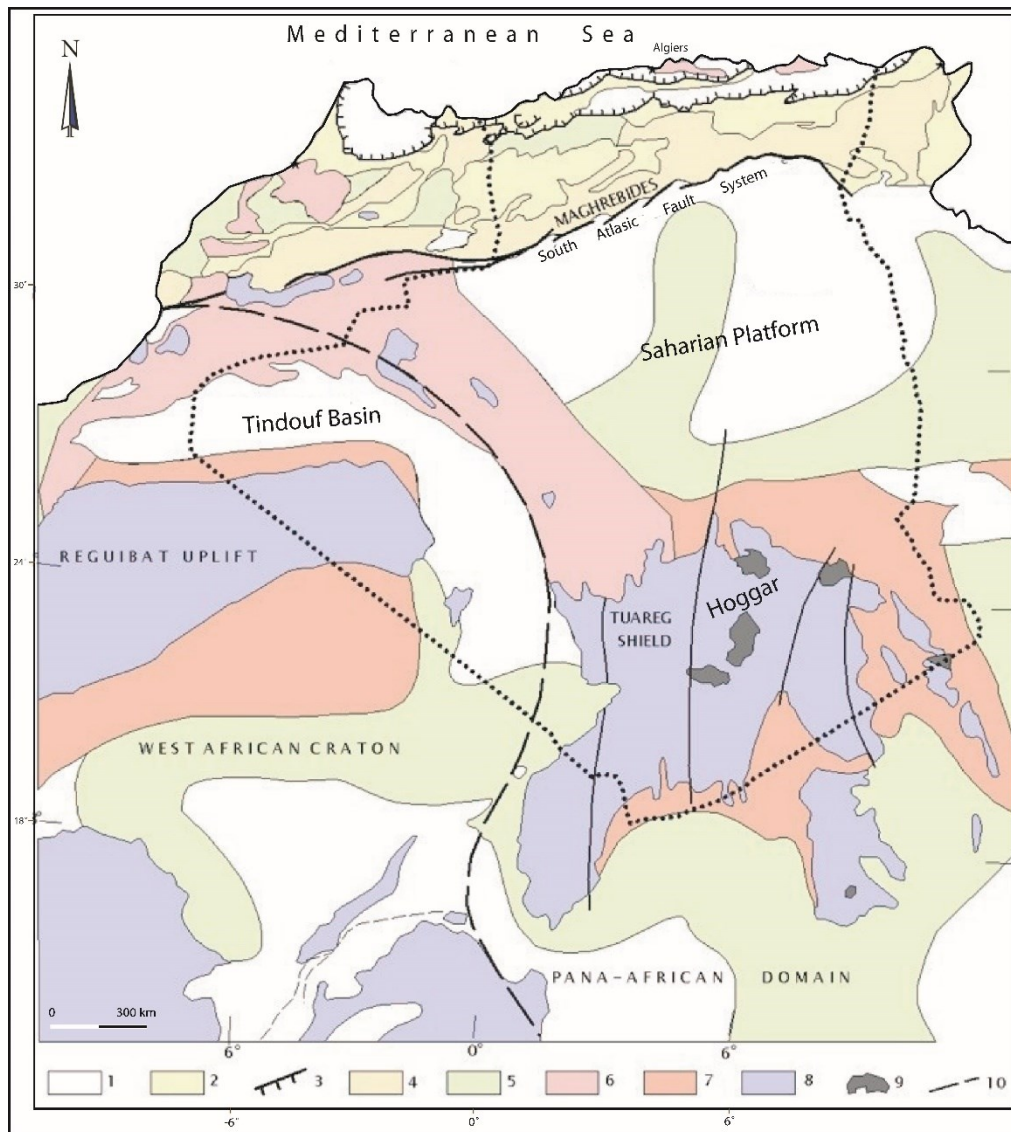 Mediterranean Sea
Algiers
N
MAGHREBIDES
South Atlasic Fault System
30°
Saharian Platform
Tindouf Basin
24°
REGUIBAT UPLIFT
Hoggar
TUAREG
SHIELD
WEST AFRICAN CRATON
18°
PANA-AFRICAN DOMAIN
0 300 km
6° 0° 6°
1 2 3 4 5 6 7 8 9 10
-6° 0° 6°